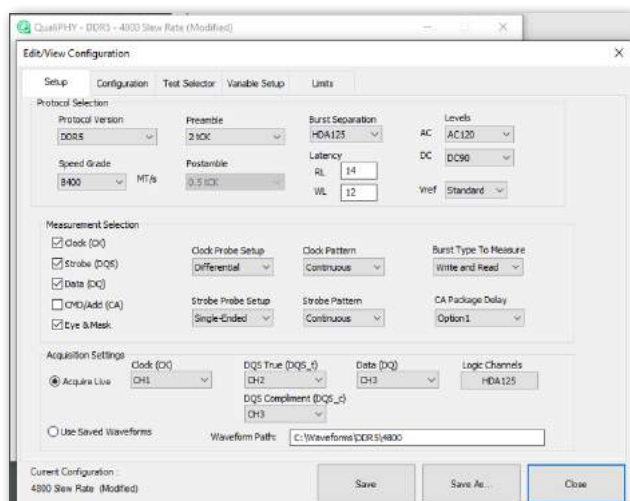 QualiPHY - DDR5 - 4800 Slew Rate (Modified)
Edit/View Configuration
Setup Configuration Test Selector Variable Setup Limits
Protocol Selection
Protocol Version Preamble Burst Separation Levels
DDR5 2 tCK HDA125 AC AC120
Speed Grade Postamble Latency DC DC90
8400 MT/s 0.5 tCK RL 14
WL 12 Vref Standard
Measurement Selection
Clock (CK) Clock Probe Setup Clock Pattern Burst Type To Measure
Strobe (DQS) Differential Continuous Write and Read
Data (DQ)
CMD/Add (CA) Strobe Probe Setup Strobe Pattern CA Package Delay
Eye & Mask Single-Ended Continuous Option1
Acquisition Settings
Clock (CK) DQS True (DQS_t) Data (DQ) Logic Channels
Acquire Live CH1 CH2 CH3 HDA125
DQS Compliment (DQS_c)
CH3
Use Saved Waveforms Waveform Path: C:\Waveforms\DDR5\4800
Current Configuration :
4800 Slew Rate (Modified) Save Save As... Close